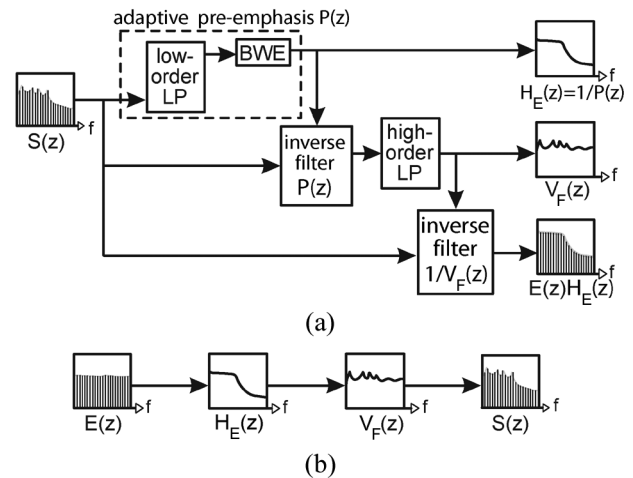 adaptive pre-emphasis P(z)
low-
order
LP
BWE
f
H_E(z)=1/P(z)
f
S(z)
inverse
filter
P(z)
high-
order
LP
f
V_F(z)
inverse
filter
1/V_F(z)
f
E(z)H_E(z)
(a)
f
E(z)
f
H_E(z)
f
V_F(z)
f
S(z)
(b)